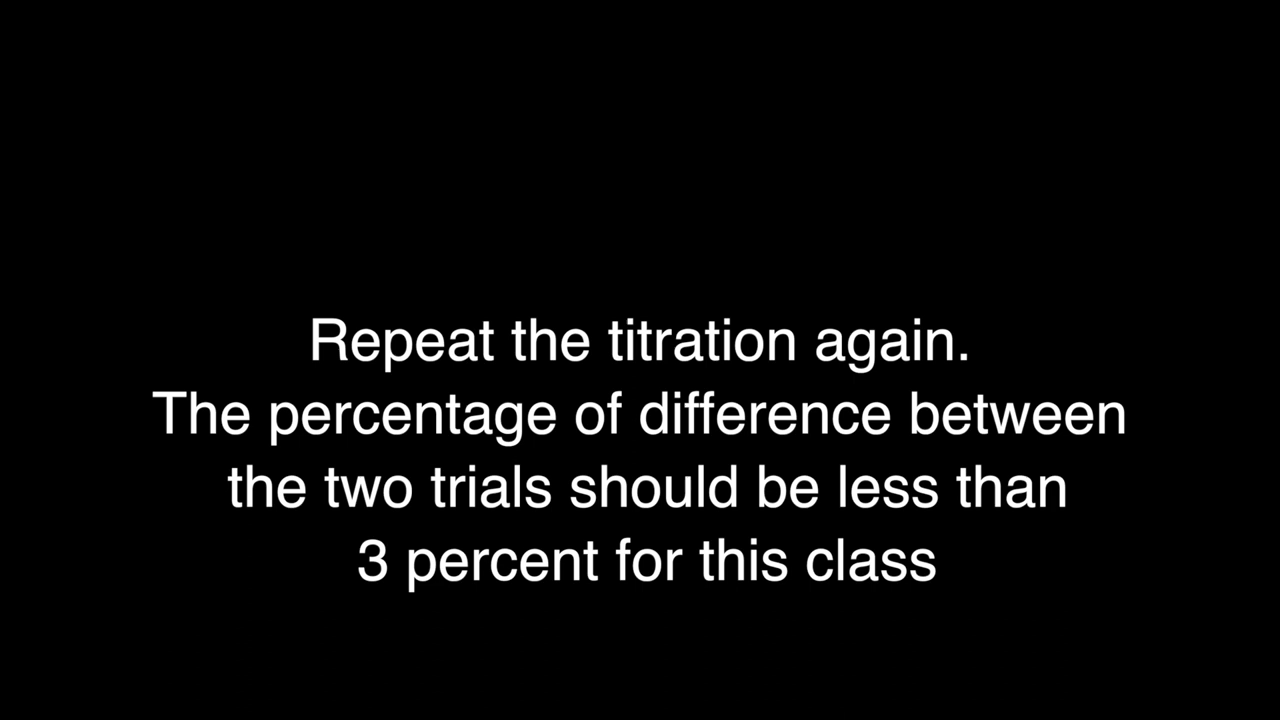 Repeat the titration again.
The percentage of difference between
the two trials should be less than
3 percent for this class